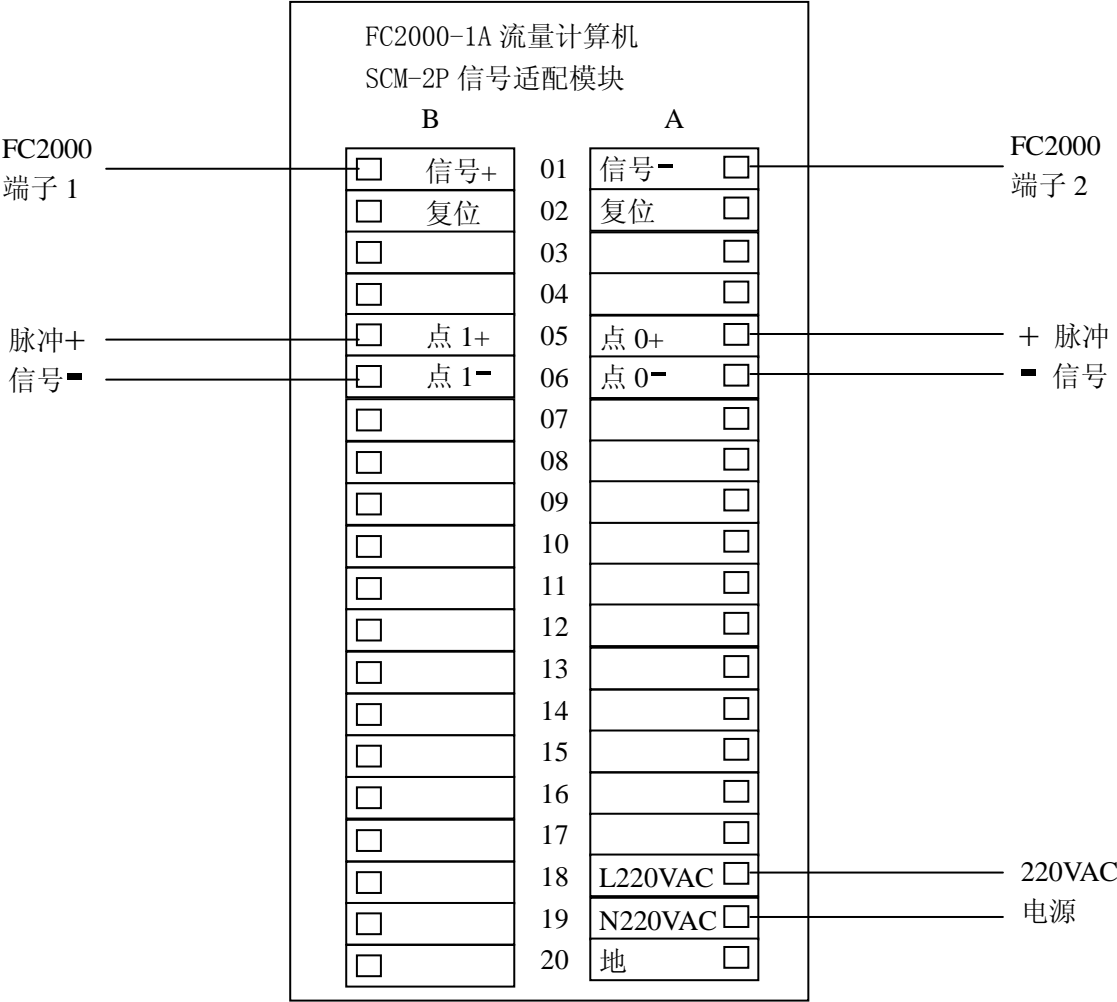 FC2000-1A 流量计算机
SCM-2P 信号适配模块
B A
FC2000
端子 1
FC2000
端子 2
信号+ 01 信号-
复位 02 复位
03
04
脉冲+ 点 1+ 05 点 0+ + 脉冲
信号- 点 1- 06 点 0- - 信号
07
08
09
10
11
12
13
14
15
16
17
18 L220VAC 220VAC
19 N220VAC 电源
20 地